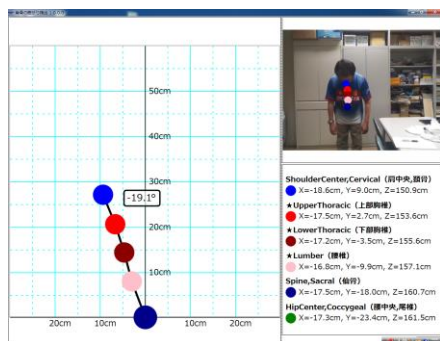 50cm
40cm
30cm
-19.1°
20cm
10cm
20cm 10cm 10cm 20cm
ShoulderCenter,Cervical（肩中央,頸骨）
X=-18.6cm, Y=9.0cm, Z=150.9cm
★UpperThoracic（上部胸椎）
X=-17.5cm, Y=2.7cm, Z=153.6cm
★LowerThoracic（下部胸椎）
X=-17.2cm, Y=-3.5cm, Z=155.6cm
★Lumber（腰椎）
X=-16.8cm, Y=-9.9cm, Z=157.1cm
Spine,Sacral（仙骨）
X=-17.5cm, Y=-18.0cm, Z=160.7cm
HipCenter,Coccygeal（腰中央,尾椎）
X=-17.3cm, Y=-23.4cm, Z=161.5cm